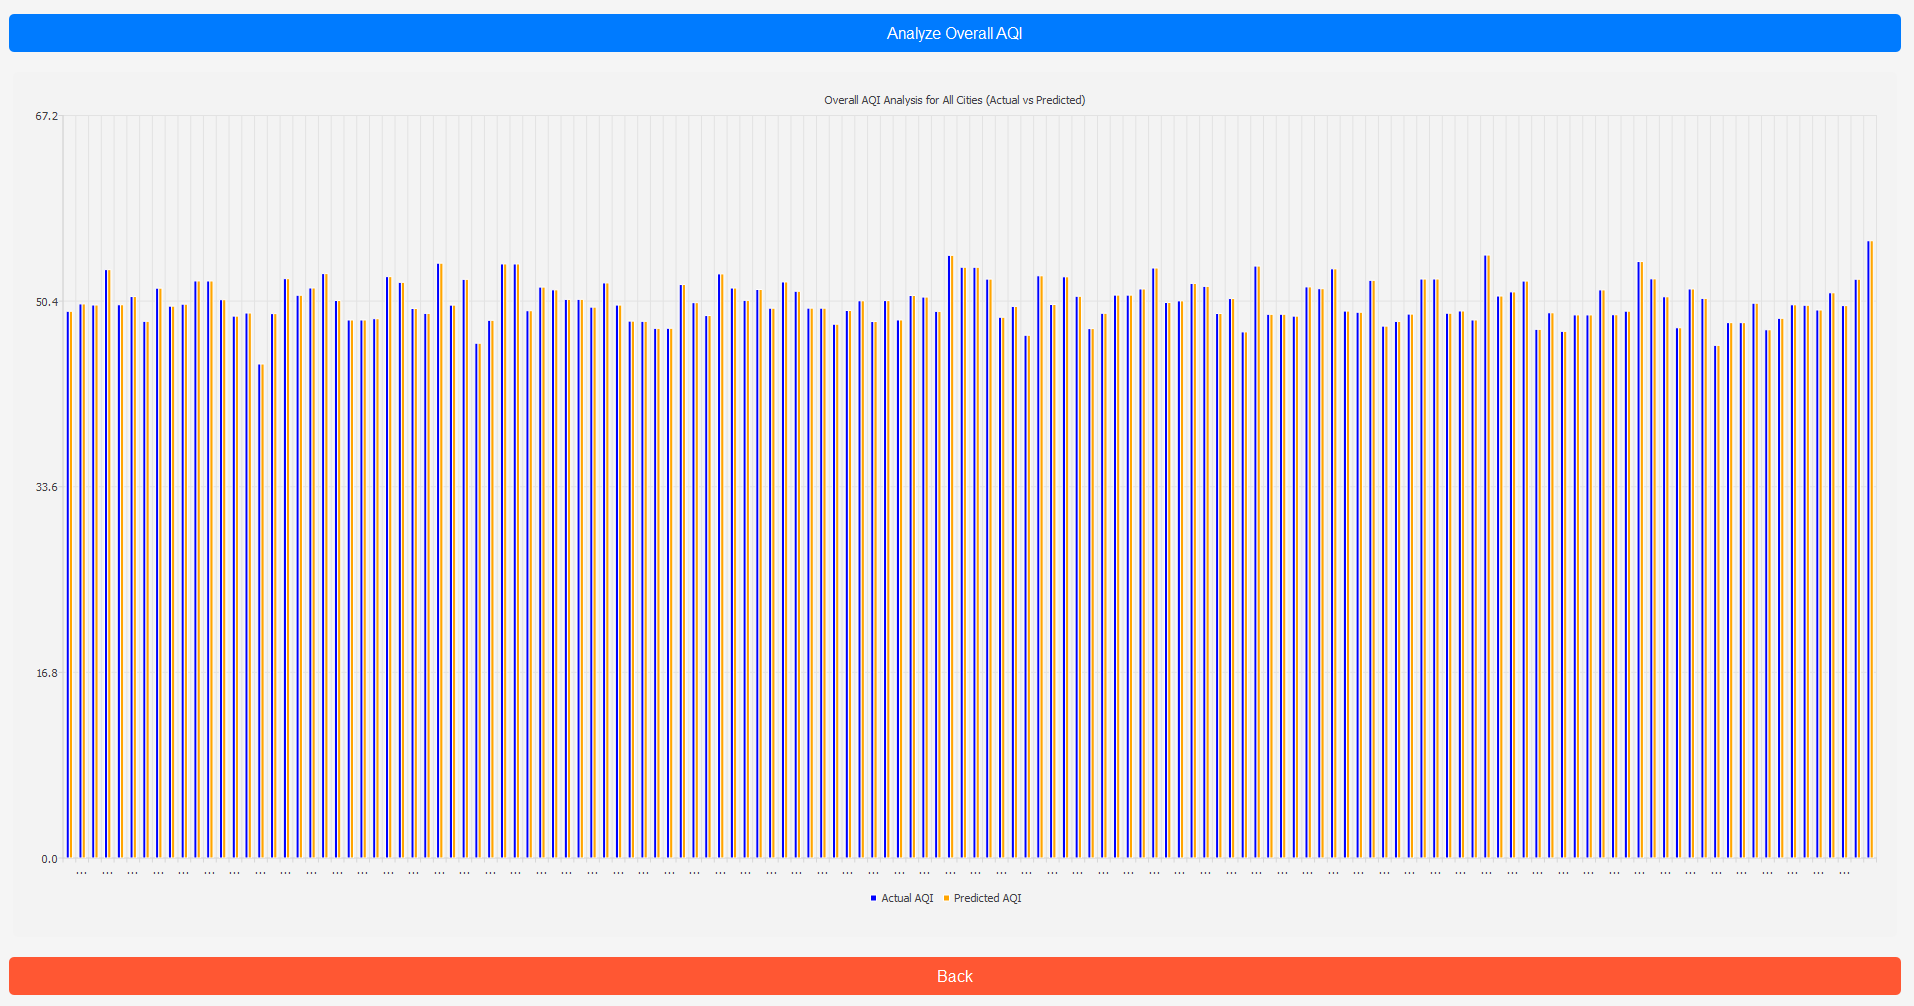 Analyze Overall AQI
Overall AQI Analysis for All Cities (Actual vs Predicted)
67.2
50.4
33.6
16.8
0.0
... ... ... ... ... ... ... ... ... ... ... ... ... ... ... ... ... ... ... ... ... ... ... ... ... ... ... ... ... ... ... ... ... ... ... ... ... ... ... ... ... ... ... ... ... ... ... ... ... ... ... ... ... ... ... ... ... ... ... ... ... ... ... ... ... ... ... ... ... ...
Actual AQI Predicted AQI
Back